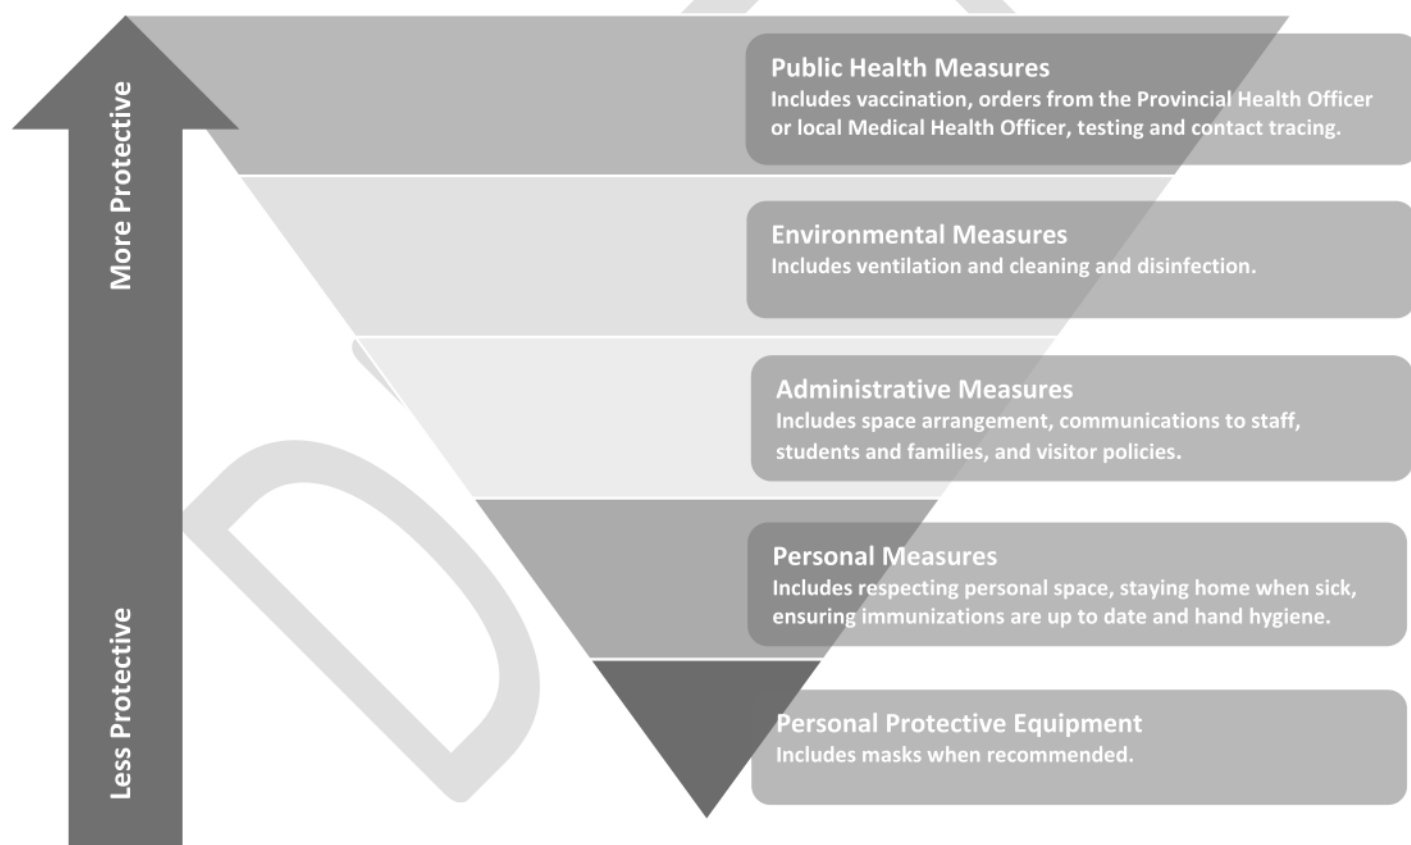 More Protective
Less Protective
Public Health Measures
Includes vaccination, orders from the Provincial Health Officer
or local Medical Health Officer, testing and contact tracing.
Environmental Measures
Includes ventilation and cleaning and disinfection.
Administrative Measures
Includes space arrangement, communications to staff,
students and families, and visitor policies.
Personal Measures
Includes respecting personal space, staying home when sick,
ensuring immunizations are up to date and hand hygiene.
Personal Protective Equipment
Includes masks when recommended.